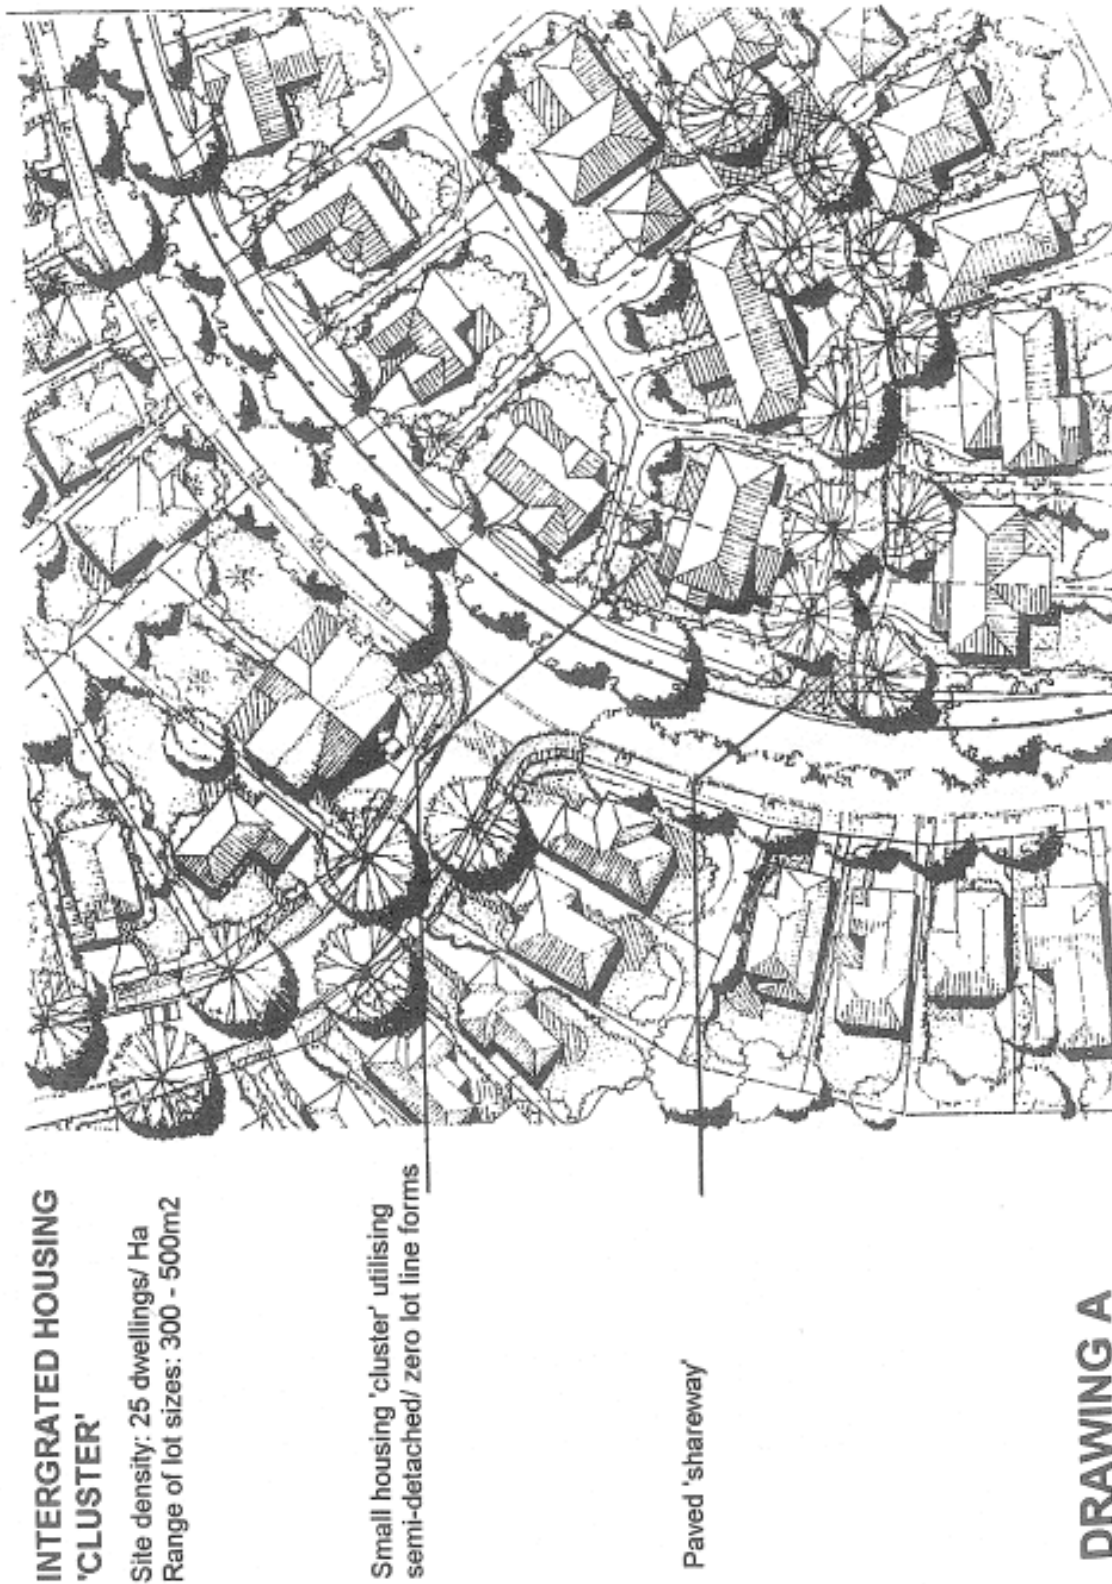 INTERGRATED HOUSING
'CLUSTER'
Site density: 25 dwellings/ Ha
Range of lot sizes: 300 - 500m2
Small housing 'cluster' utilising
semi-detached/ zero lot line forms
Paved 'shareway'
DRAWING A